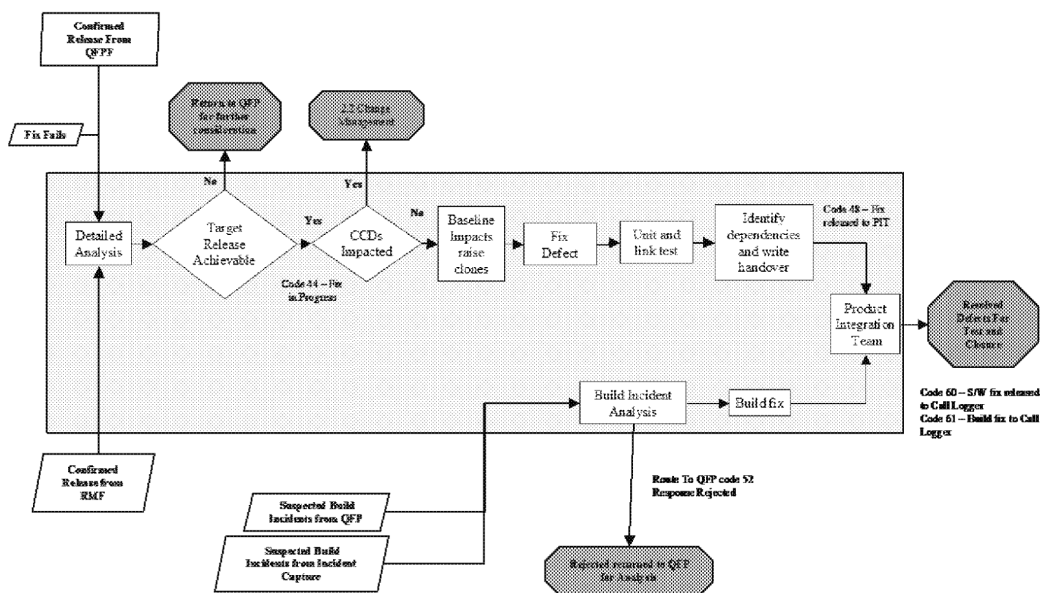 Confirmed
Release From
QFPF
Fix Fails
Return to QFP
for further
consideration
2.2 Change
Management
No
Yes
Detailed
Analysis
Target
Release
Achievable
Yes
CCDs
Impacted
No
Code 44 – Fix
in Progress
Baseline
Impacts
raise
clones
Fix
Defect
Unit and
link test
Identify
dependencies
and write
handover
Code 48 – Fix
released to PIT
Product
Integration
Team
Resolved
Defects For
Test and
Closure
Build Incident
Analysis
Build fix
Code 60 – S/W fix released
to Call Logger
Code 61 – Build fix to Call
Logger
Confirmed
Release from
RMF
Route To QFP code 52
Response Rejected
Suspected Build
Incidents from QFP
Suspected Build
Incidents from Incident
Capture
Rejected returned to QFP
for Analysis